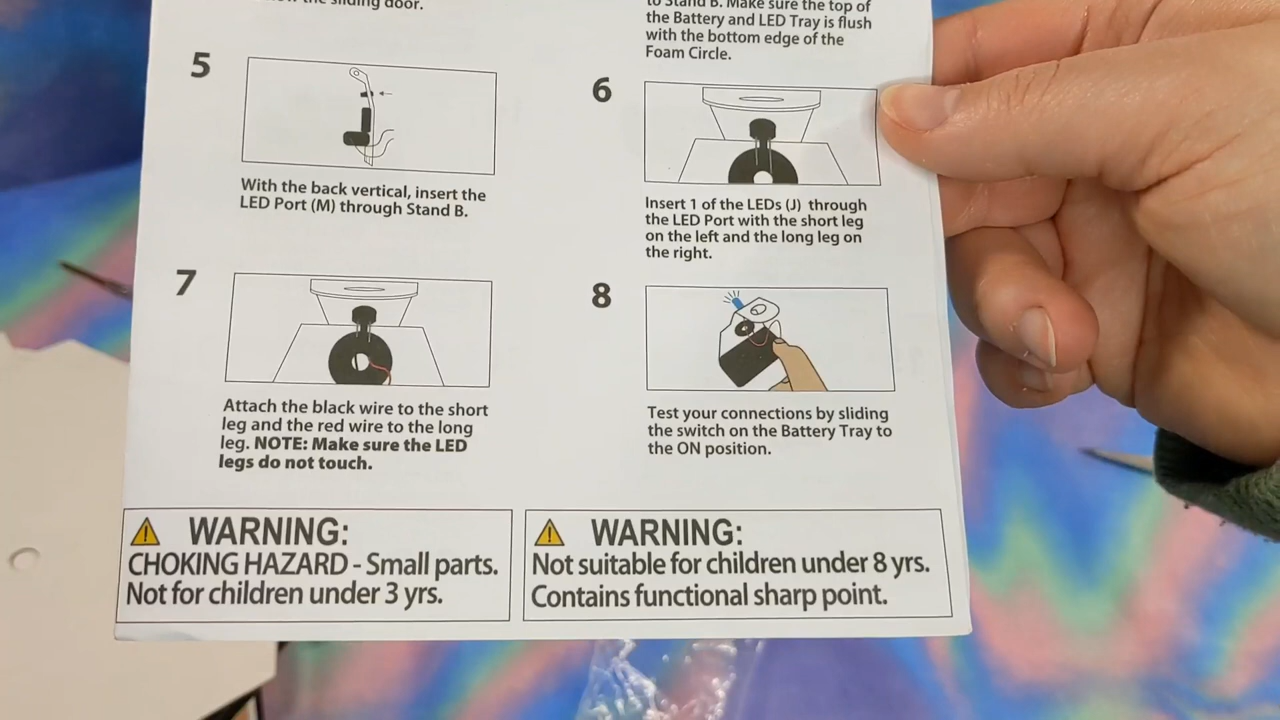 the sliding door.
to Stand B. Make sure the top of
the Battery and LED Tray is flush
with the bottom edge of the
Foam Circle.
5
With the back vertical, insert the
LED Port (M) through Stand B.
6
Insert 1 of the LEDs (J) through
the LED Port with the short leg
on the left and the long leg on
the right.
7
Attach the black wire to the short
leg and the red wire to the long
leg. NOTE: Make sure the LED
legs do not touch.
8
Test your connections by sliding
the switch on the Battery Tray to
the ON position.
WARNING:
CHOKING HAZARD - Small parts.
Not for children under 3 yrs.
WARNING:
Not suitable for children under 8 yrs.
Contains functional sharp point.